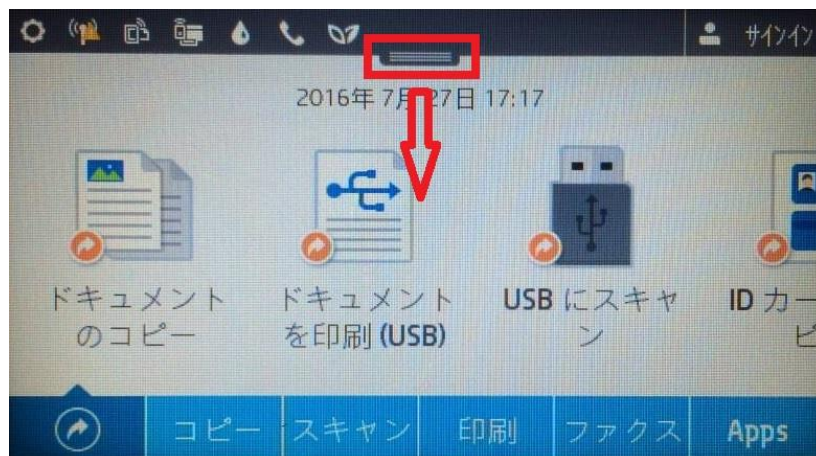 サインイン
2016年 7月 27日 17:17
ドキュメント
のコピー
ドキュメント
を印刷 (USB)
USB にスキャ
ン
ID カー
ピ
コピー
スキャン
印刷
ファクス
Apps